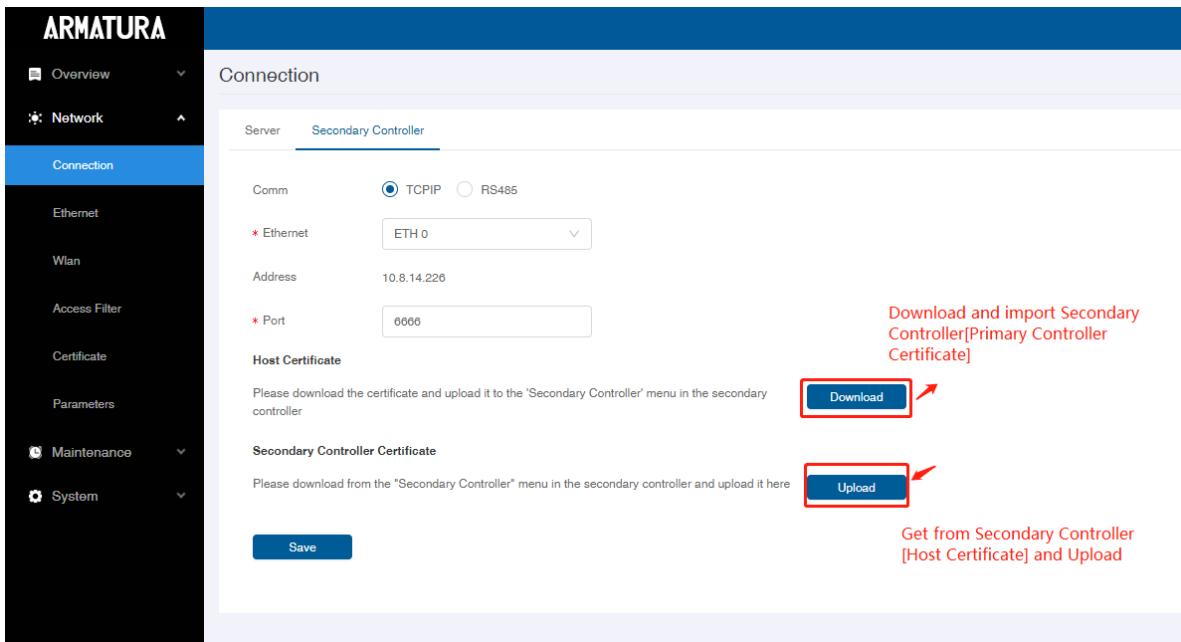 ARMATURA
Overview
Connection
Network
Server Secondary Controller
Connection
Comm TCPIP RS485
Ethernet
* Ethernet ETH 0
Wlan
Address 10.8.14.226
Access Filter
* Port 6666
Download and import Secondary
Controller[Primary Controller
Certificate]
Certificate
Host Certificate
Please download the certificate and upload it to the 'Secondary Controller' menu in the secondary
controller
Download
Parameters
Maintenance
Secondary Controller Certificate
Please download from the "Secondary Controller" menu in the secondary controller and upload it here
Upload
System
Get from Secondary Controller
[Host Certificate] and Upload
Save